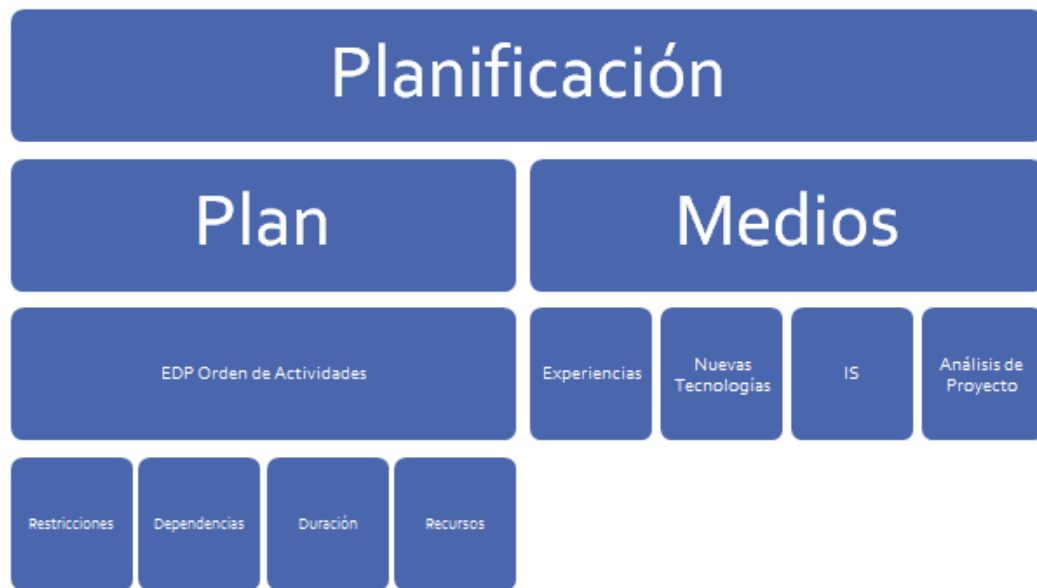 Planificación
Plan
Medios
EDP Orden de Actividades
Experiencias
Nuevas
Tecnologías
IS
Análisis de
Proyecto
Restricciones
Dependencias
Duración
Recursos